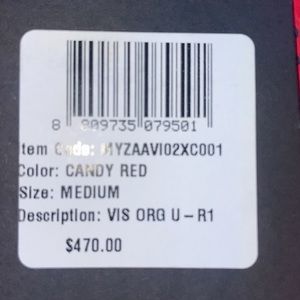 8 809735 079501
Item Code: MYZAAVI02XC001
Color: CANDY RED
Size: MEDIUM
Description: VIS ORG U-R1
$470.00